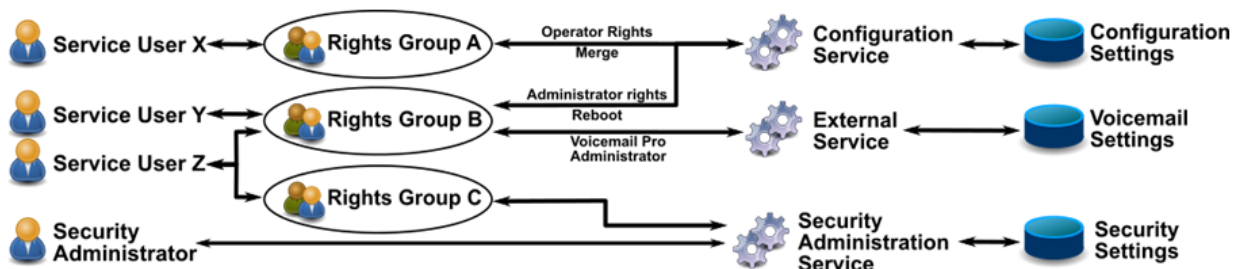 Service User X
Rights Group A
Operator Rights
Merge
Configuration
Service
Configuration
Settings
Administrator rights
Reboot
Service User Y
Rights Group B
Voicemail Pro
Administrator
External
Service
Voicemail
Settings
Service User Z
Rights Group C
Security
Administrator
Security
Administration
Service
Security
Settings